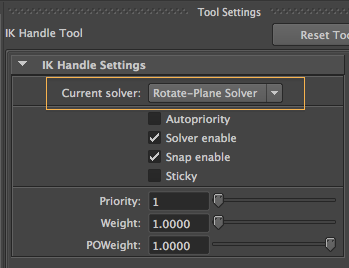 Tool Settings
IK Handle Tool
Reset Too
IK Handle Settings
Current solver: Rotate-Plane Solver
Autopriority
Solver enable
Snap enable
Sticky
Priority: 1
Weight: 1.0000
POWeight: 1.0000